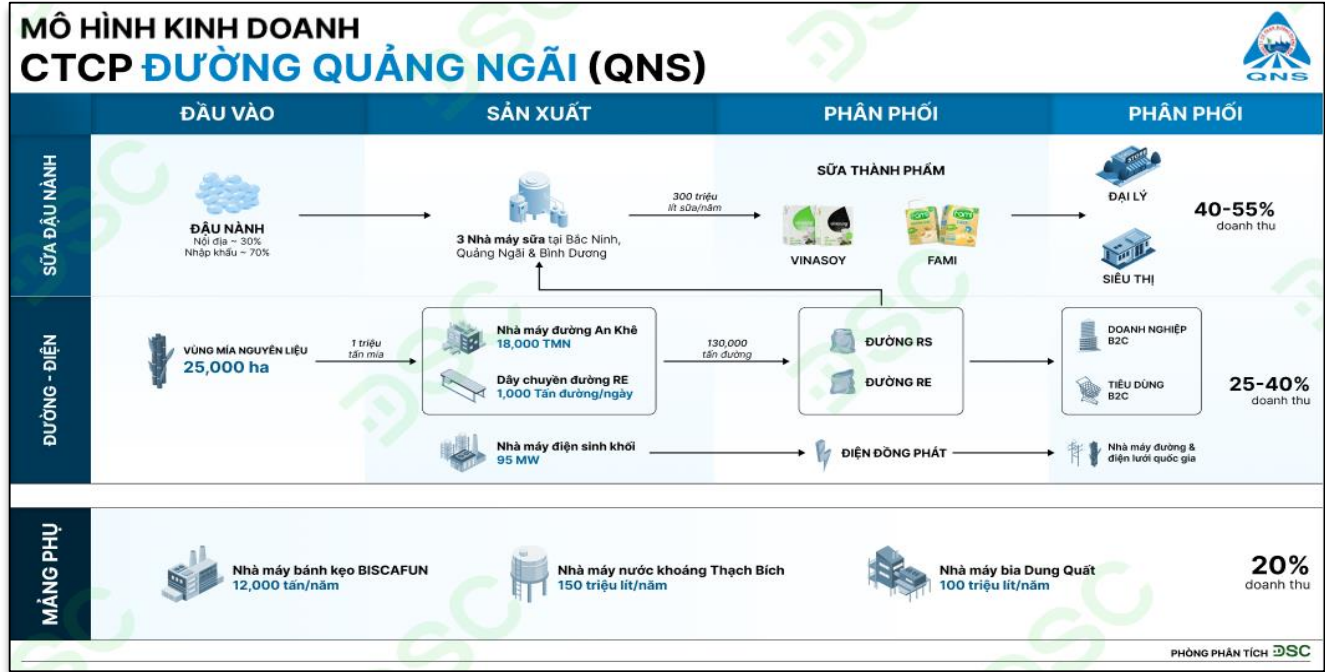 MÔ HÌNH KINH DOANH
CTCP ĐƯỜNG QUẢNG NGÃI (QNS)
QNS
ĐẦU VÀO
SẢN XUẤT
PHÂN PHỐI
PHÂN PHỐI
SỮA ĐẬU NÀNH
ĐẬU NÀNH
Nội địa ~ 30%
Nhập khẩu ~ 70%
3 Nhà máy sữa tại Bắc Ninh,
Quảng Ngãi & Bình Dương
300 triệu
lít sữa/năm
SỮA THÀNH PHẨM
VINASOY
FAMI
ĐẠI LÝ
SIÊU THỊ
40-55%
doanh thu
ĐƯỜNG - ĐIỆN
VÙNG MÍA NGUYÊN LIỆU
25,000 ha
1 triệu
tấn mía
Nhà máy đường An Khê
18,000 TMN
Dây chuyền đường RE
1,000 Tấn đường/ngày
130,000
tấn đường
ĐƯỜNG RS
ĐƯỜNG RE
DOANH NGHIỆP
B2C
TIÊU DÙNG
B2C
25-40%
doanh thu
Nhà máy điện sinh khối
95 MW
ĐIỆN ĐỒNG PHÁT
Nhà máy đường &
điện lưới quốc gia
MẢNG PHỤ
Nhà máy bánh kẹo BISCAFUN
12,000 tấn/năm
Nhà máy nước khoáng Thạch Bích
150 triệu lít/năm
Nhà máy bia Dung Quất
100 triệu lít/năm
20%
doanh thu
PHÒNG PHÂN TÍCH DSC